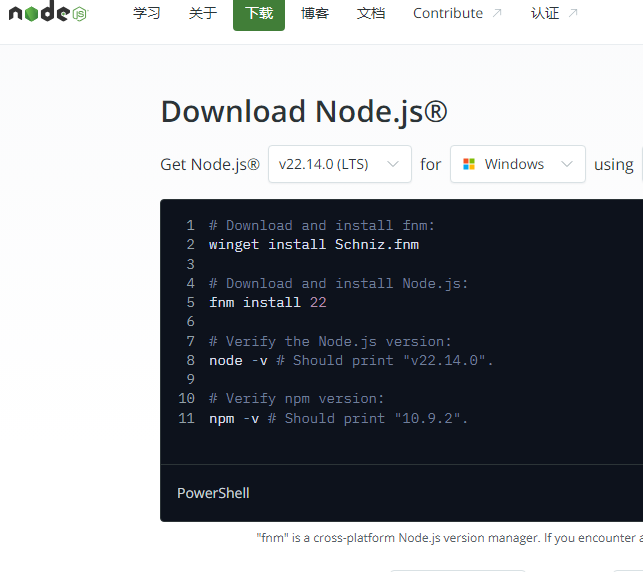 node JS
学习 关于 下载 博客 文档 Contribute ↗ 认证 ↗
Download Node.js®
Get Node.js® v22.14.0 (LTS) for Windows using
1 # Download and install fnm:
2 winget install Schniz.fnm
3
4 # Download and install Node.js:
5 fnm install 22
6
7 # Verify the Node.js version:
8 node -v # Should print "v22.14.0".
9
10 # Verify npm version:
11 npm -v # Should print "10.9.2".
PowerShell
"fnm" is a cross-platform Node.js version manager. If you encounter